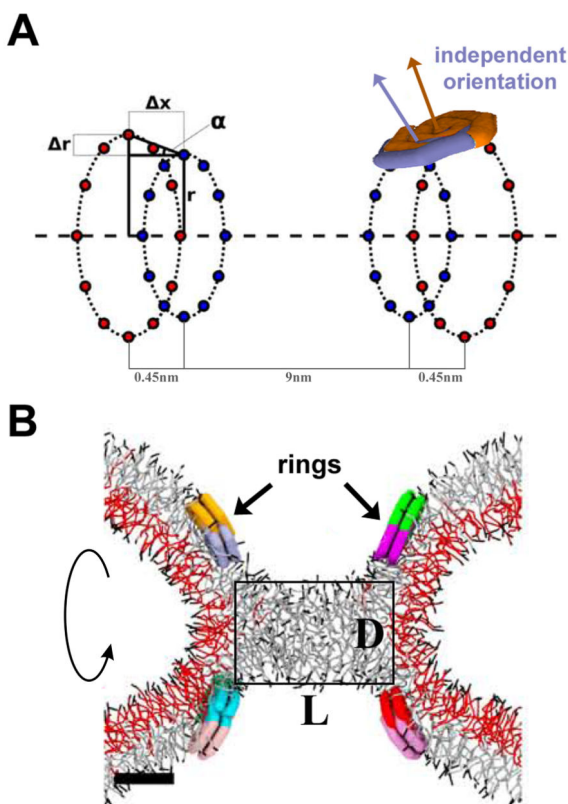 A
independent
orientation
Δx
α
Δr
r
0.45nm
9nm
0.45nm
B
rings
D
L